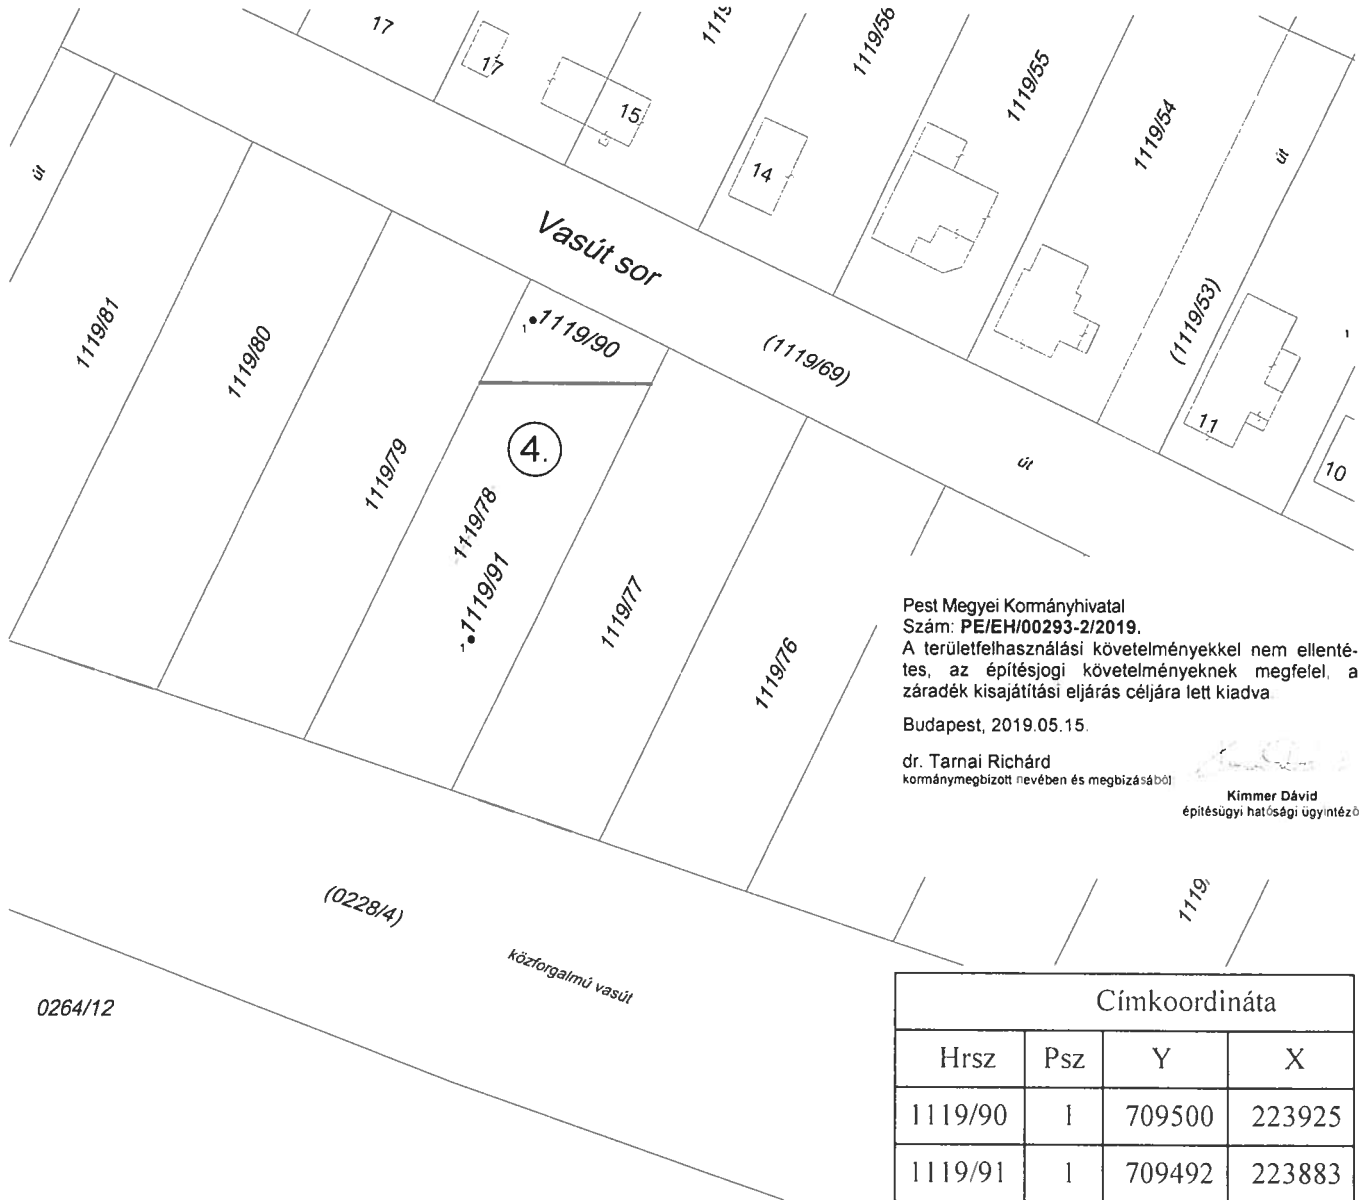 17
17
15
1119/56
1119/55
1119/54
út
út
14
Vasút sor
1119/81
1119/80
1119/90
1
(1119/69)
(1119/53)
1
11
10
4.
1119/79
1119/78
1119/91
1
1119/77
1119/76
út
Pest Megyei Kormányhivatal
Szám: PE/EH/00293-2/2019.
A területfelhasználási követelményekkel nem ellenté-
tes, az építésjogi követelményeknek megfelel, a
záradék kisajátítási eljárás céljára lett kiadva
Budapest, 2019.05.15.
dr. Tarnai Richárd
kormánymegbizott nevében és megbizásából
Kimmer Dávid
építésügyi hatósági ügyintéző
(0228/4)
közforgalmú vasút
0264/12
Címkoordináta
Hrsz Psz Y X
1119/90 1 709500 223925
1119/91 1 709492 223883